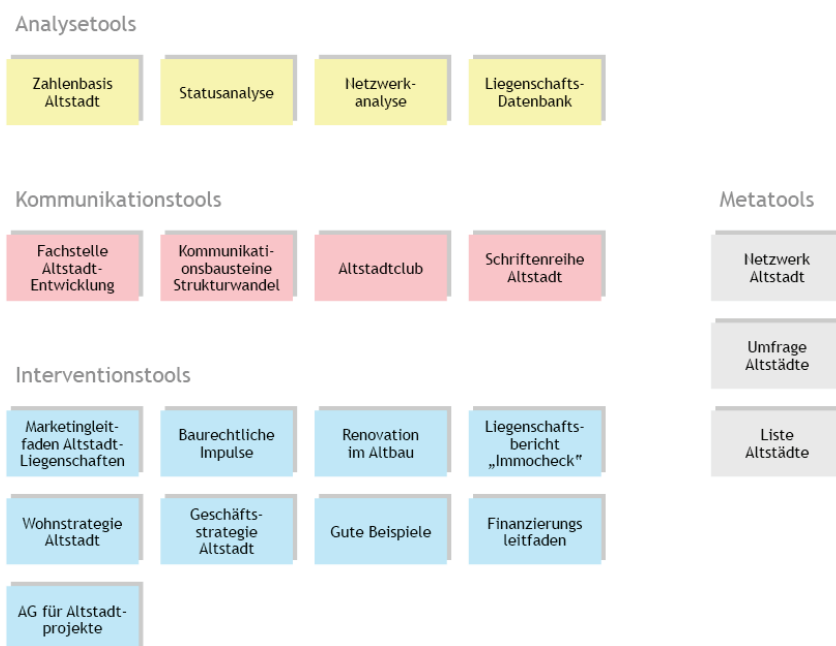 Analysetools
Zahlenbasis
Altstadt
Statusanalyse
Netzwerk-
analyse
Liegenschafts-
Datenbank
Kommunikationstools
Fachstelle
Altstadt-
Entwicklung
Kommunikati-
onsbausteine
Strukturwandel
Altstadtclub
Schriftenreihe
Altstadt
Metatools
Netzwerk
Altstadt
Umfrage
Altstädte
Liste
Altstädte
Interventionstools
Marketingleit-
faden Altstadt-
Liegenschaften
Baurechtliche
Impulse
Renovation
im Altbau
Liegenschafts-
bericht
„Immocheck“
Wohnstrategie
Altstadt
Geschäfts-
strategie
Altstadt
Gute Beispiele
Finanzierungs
leitfaden
AG für Altstadt-
projekte